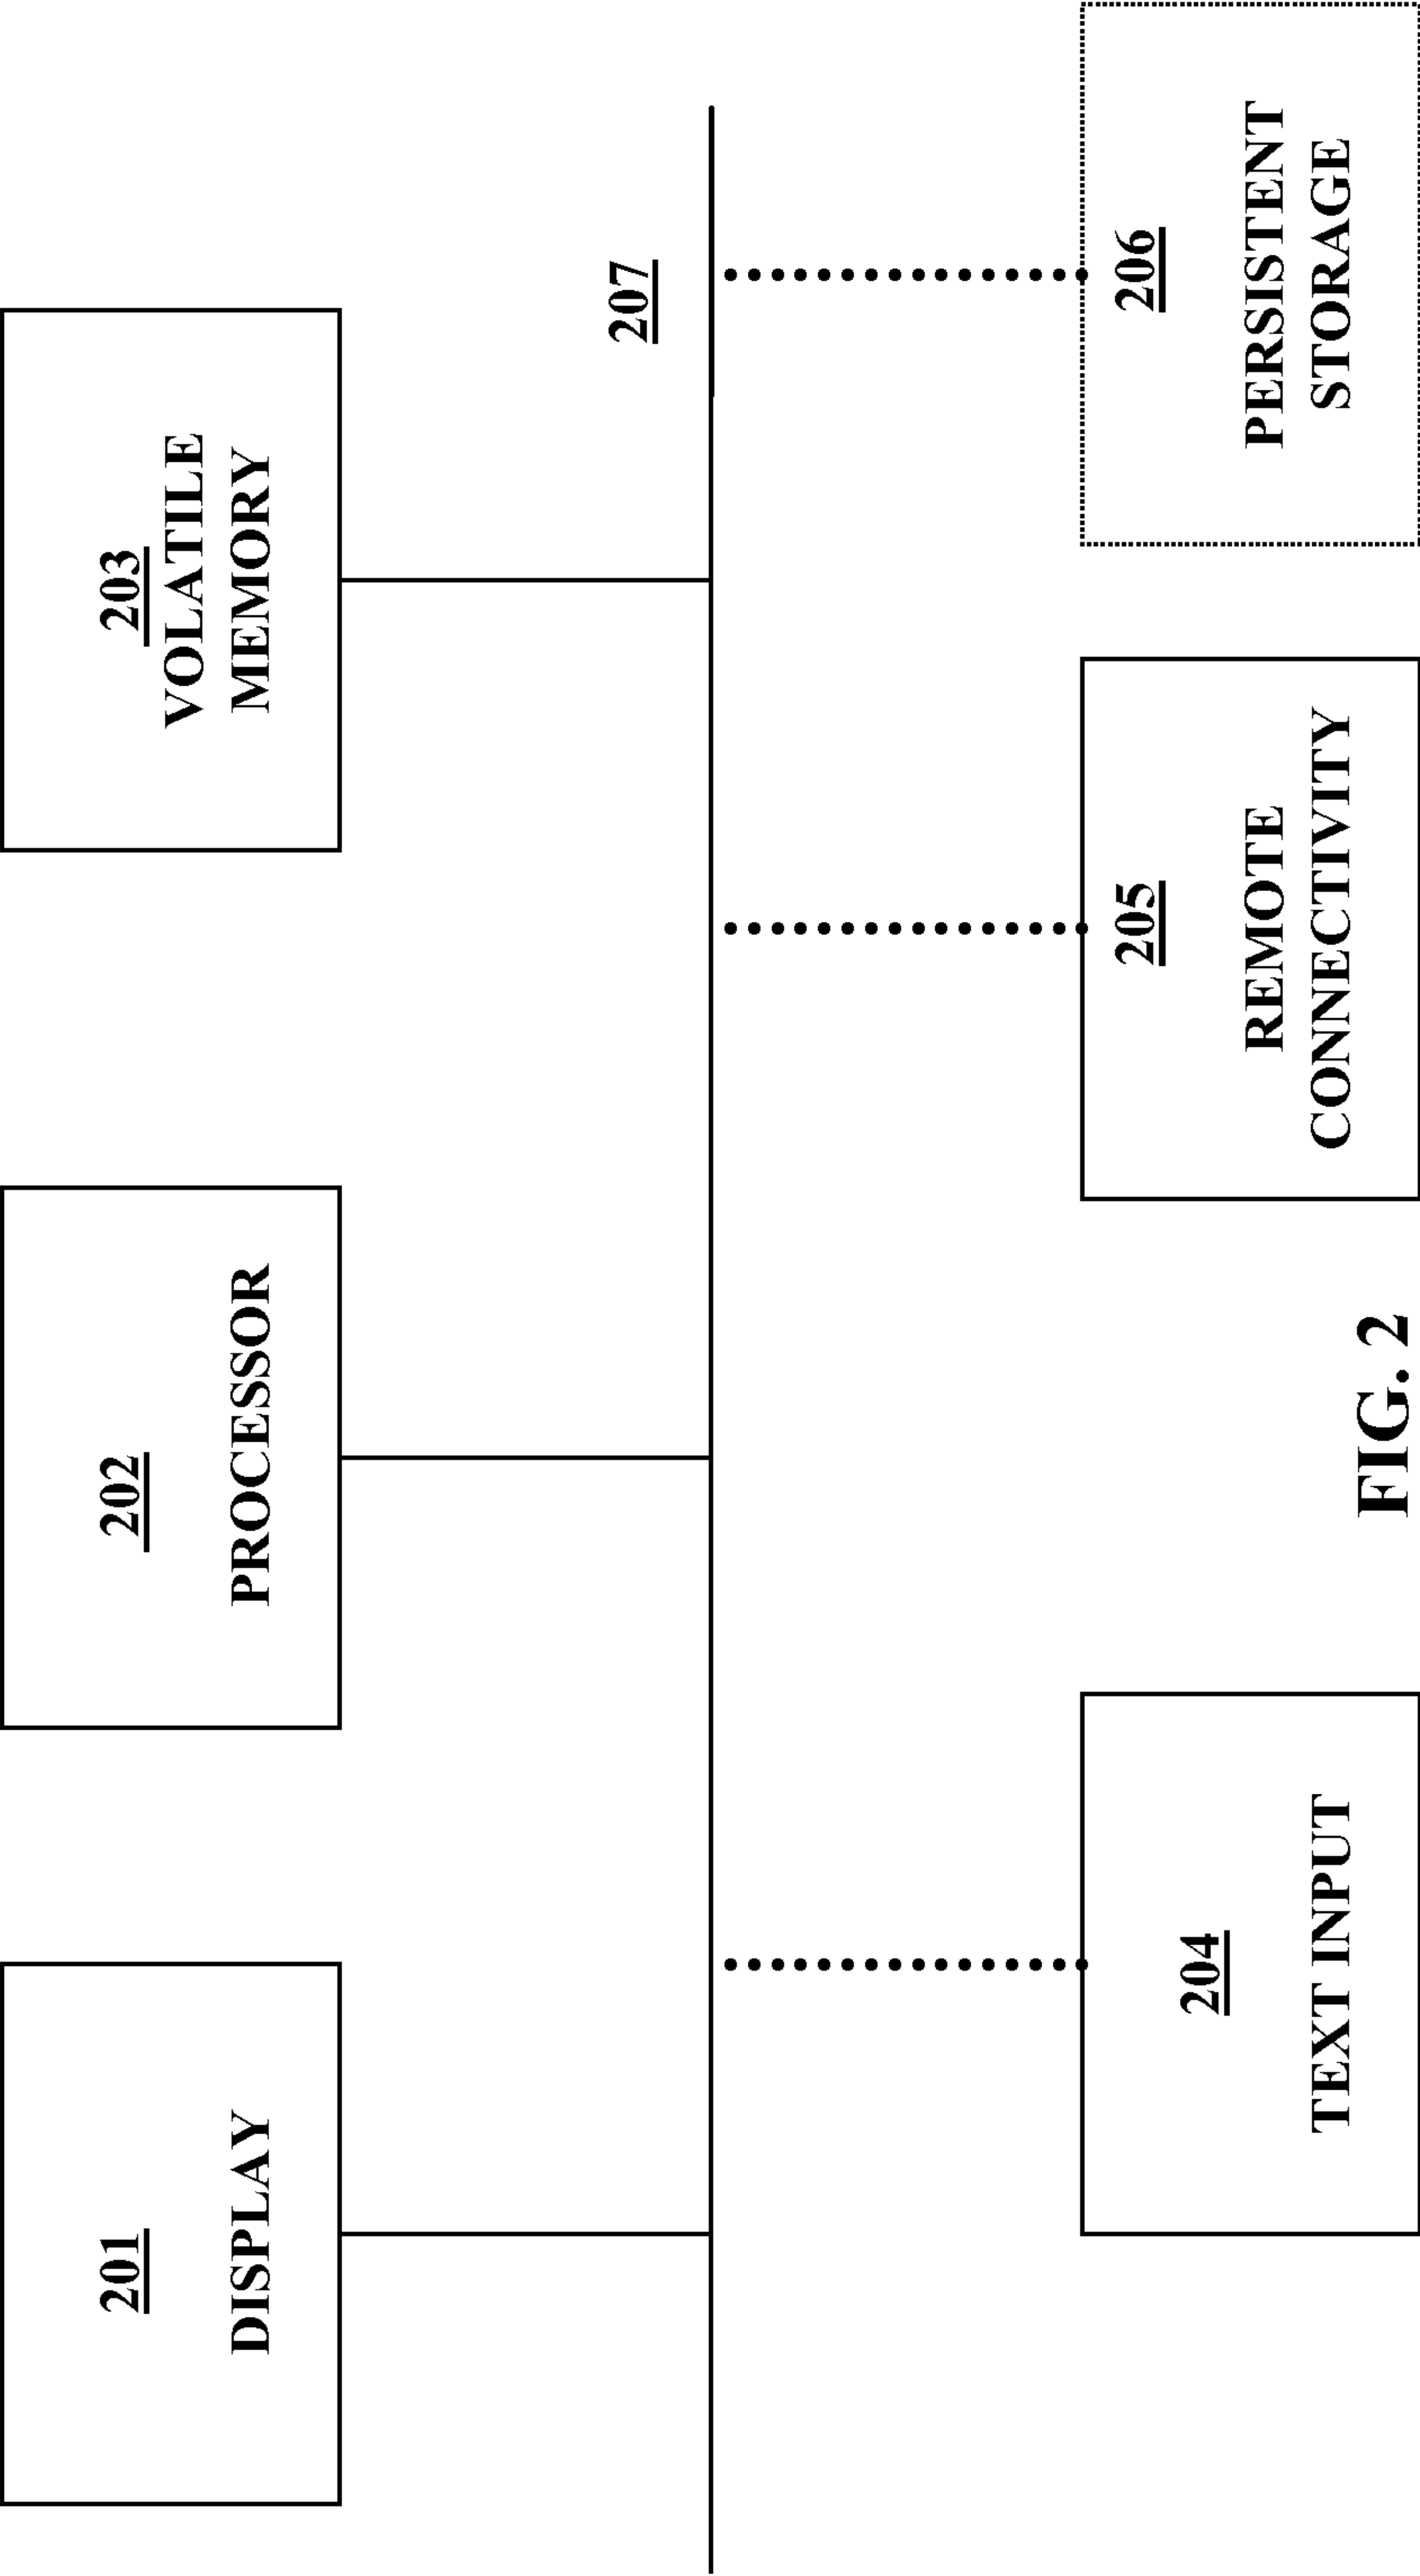 201
DISPLAY
202
PROCESSOR
203
VOLATILE
MEMORY
207
204
TEXT INPUT
205
REMOTE
CONNECTIVITY
206
PERSISTENT
STORAGE
FIG. 2